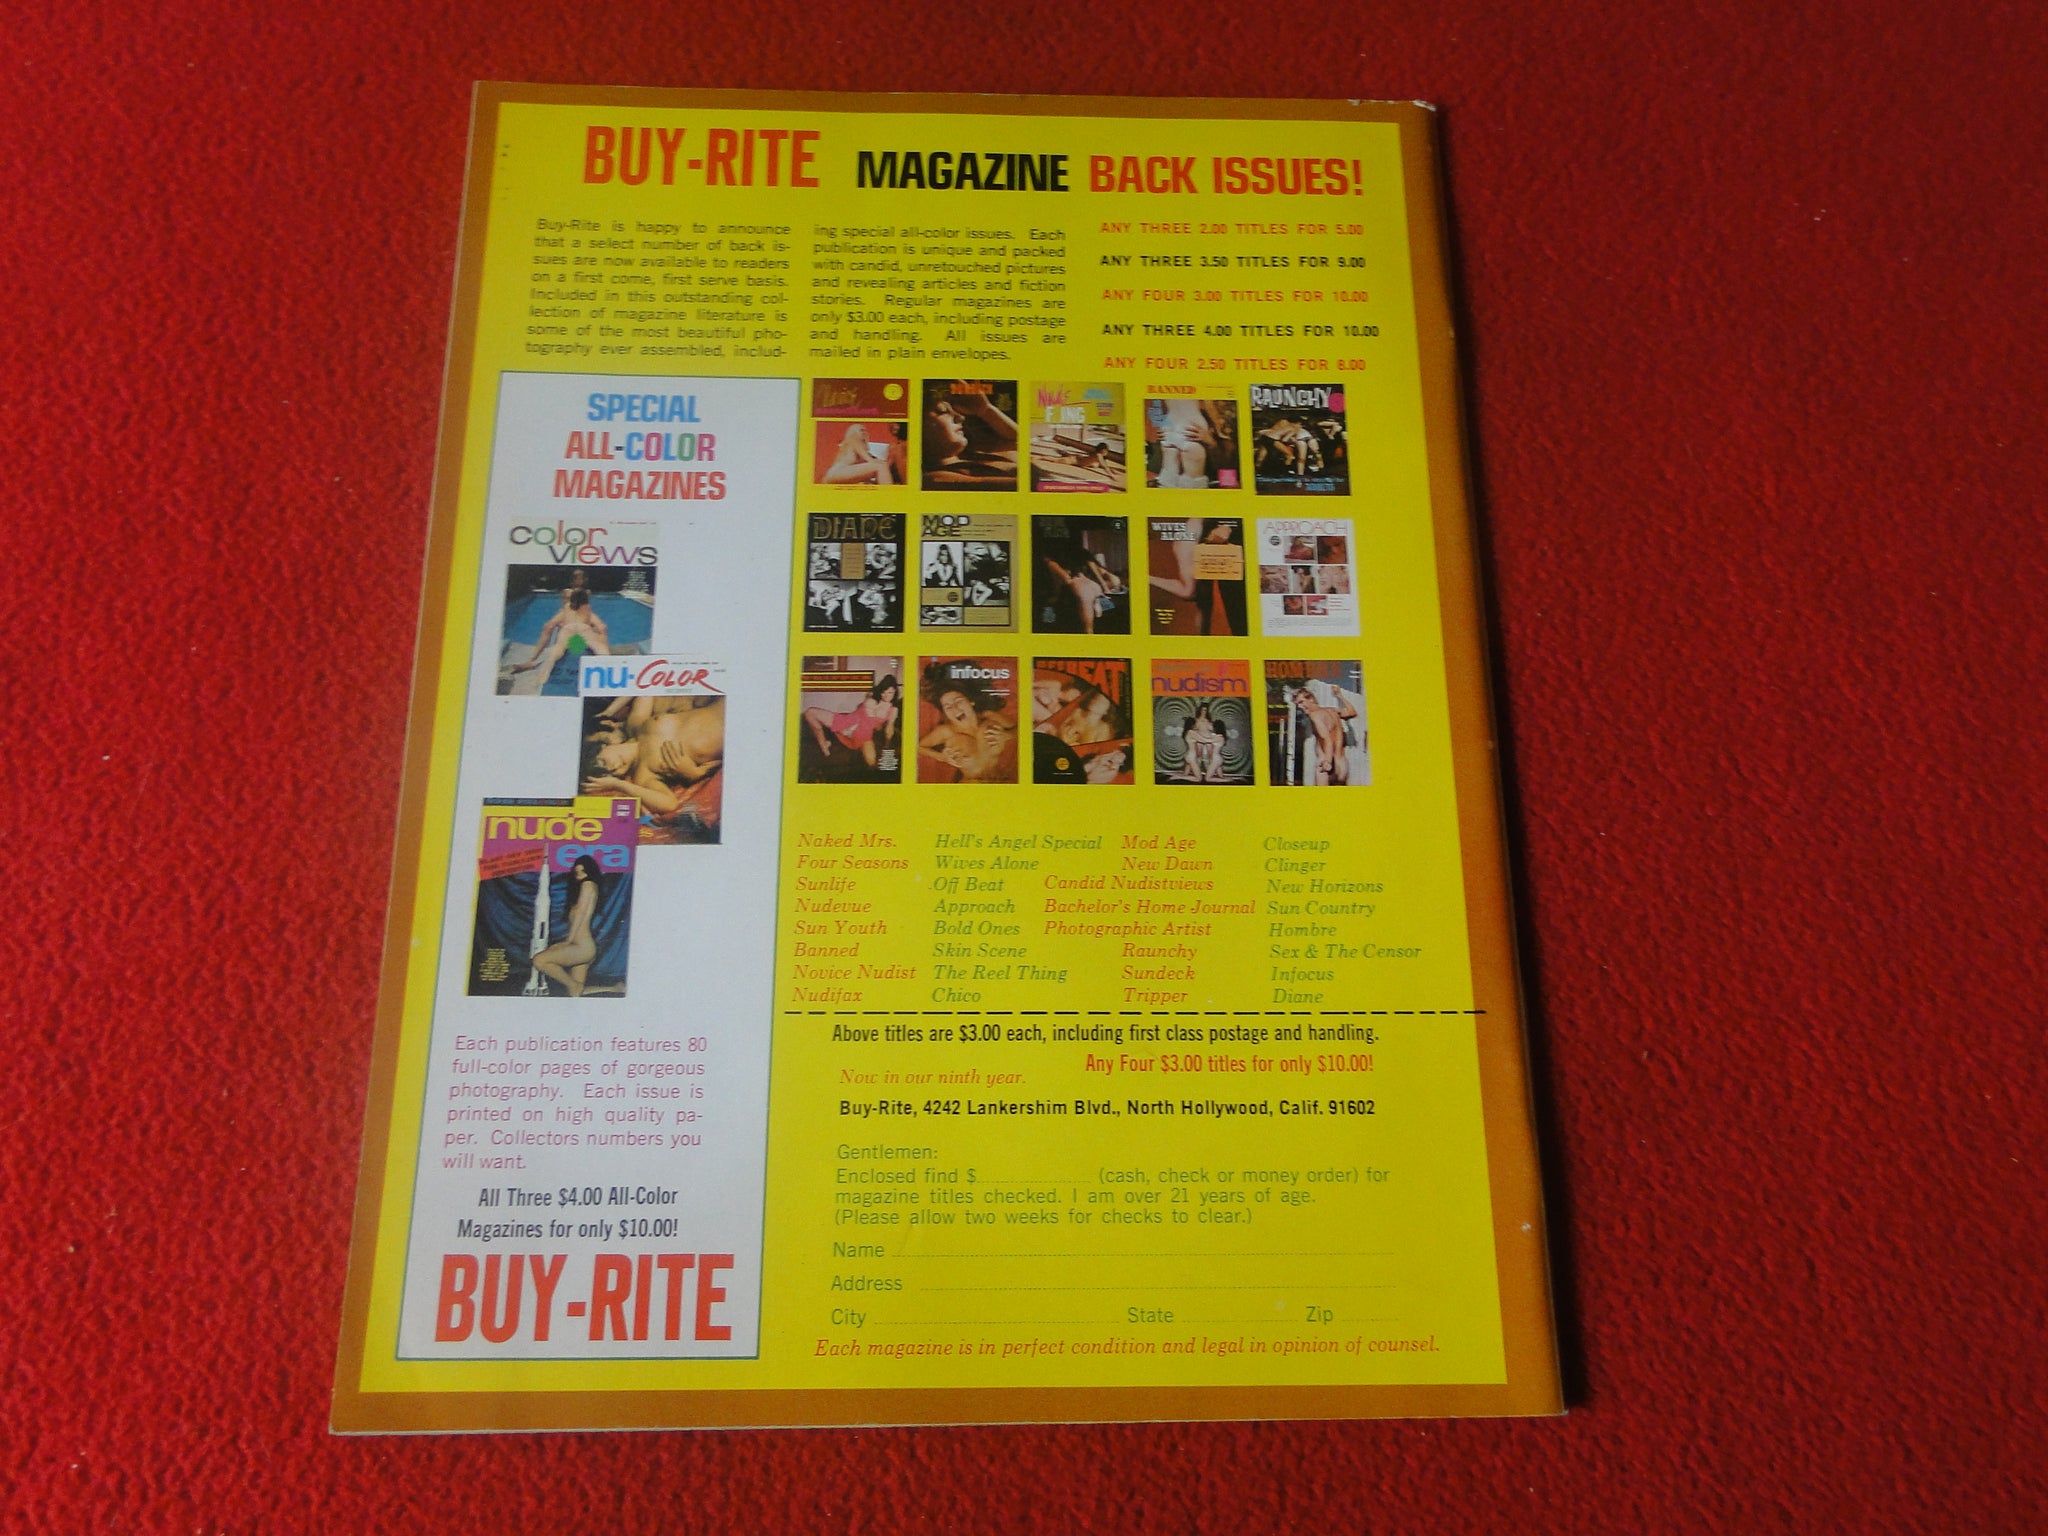 BUY-RITE MAGAZINE BACK ISSUES!
Buy-Rite is happy to announce
that a select number of back is-
sues are now available to readers
on a first come, first serve basis.
Included in this outstanding col-
lection of magazine literature is
some of the most beautiful pho-
tography ever assembled, includ-
ing special all-color issues. Each
publication is unique and packed
with candid, unretouched pictures
and revealing articles and fiction
stories. Regular magazines are
only $3.00 each, including postage
and handling. All issues are
mailed in plain envelopes.
ANY THREE 2.00 TITLES FOR 5.00
ANY THREE 3.50 TITLES FOR 9.00
ANY FOUR 3.00 TITLES FOR 10.00
ANY THREE 4.00 TITLES FOR 10.00
ANY FOUR 2.50 TITLES FOR 8.00
SPECIAL
ALL-COLOR
MAGAZINES
color
views
nu-COLOR
nude
era
Each publication features 80
full-color pages of gorgeous
photography. Each issue is
printed on high quality pa-
per. Collectors numbers you
will want.
All Three $4.00 All-Color
Magazines for only $10.00!
BUY-RITE
BANNED
RAUNCHY
DIANE
MOD
AGE
WIVES
ALONE
APPROACH
infocus
nudism
Naked Mrs.
Four Seasons
Sunlife
Nudevue
Sun Youth
Banned
Novice Nudist
Nudifax
Hell's Angel Special
Wives Alone
Off Beat
Approach
Bold Ones
Skin Scene
The Reel Thing
Chico
Mod Age
New Dawn
Candid Nudistviews
Bachelor's Home Journal
Photographic Artist
Raunchy
Sundeck
Tripper
Closeup
Clinger
New Horizons
Sun Country
Hombre
Sex & The Censor
Infocus
Diane
Above titles are $3.00 each, including first class postage and handling.
Any Four $3.00 titles for only $10.00!
Now in our ninth year.
Buy-Rite, 4242 Lankershim Blvd., North Hollywood, Calif. 91602
Gentlemen:
Enclosed find $ (cash, check or money order) for
magazine titles checked. I am over 21 years of age.
(Please allow two weeks for checks to clear.)
Name
Address
City State Zip
Each magazine is in perfect condition and legal in opinion of counsel.